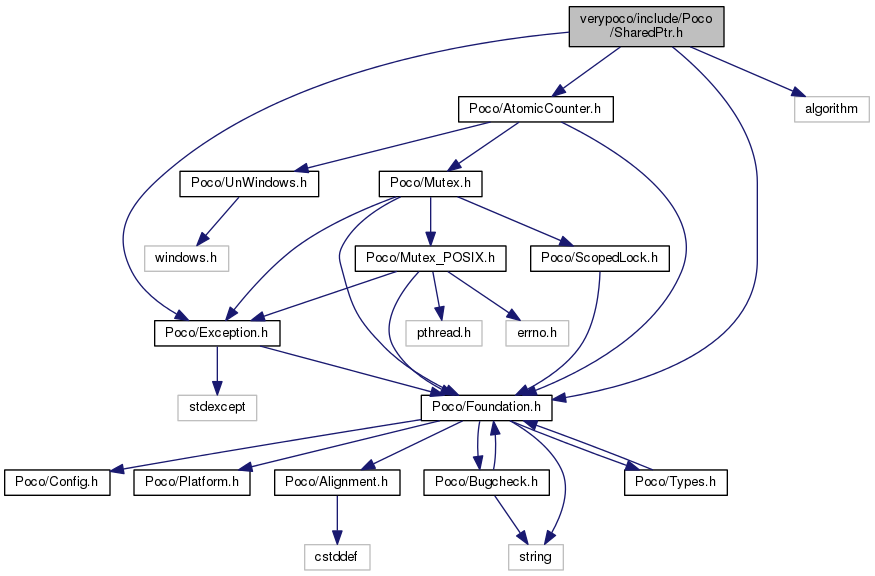 verypoco/include/Poco
/SharedPtr.h
Poco/AtomicCounter.h
algorithm
Poco/UnWindows.h
Poco/Mutex.h
windows.h
Poco/Mutex_POSIX.h
Poco/ScopedLock.h
Poco/Exception.h
pthread.h
errno.h
stdexcept
Poco/Foundation.h
Poco/Config.h
Poco/Platform.h
Poco/Alignment.h
Poco/Bugcheck.h
Poco/Types.h
cstddef
string